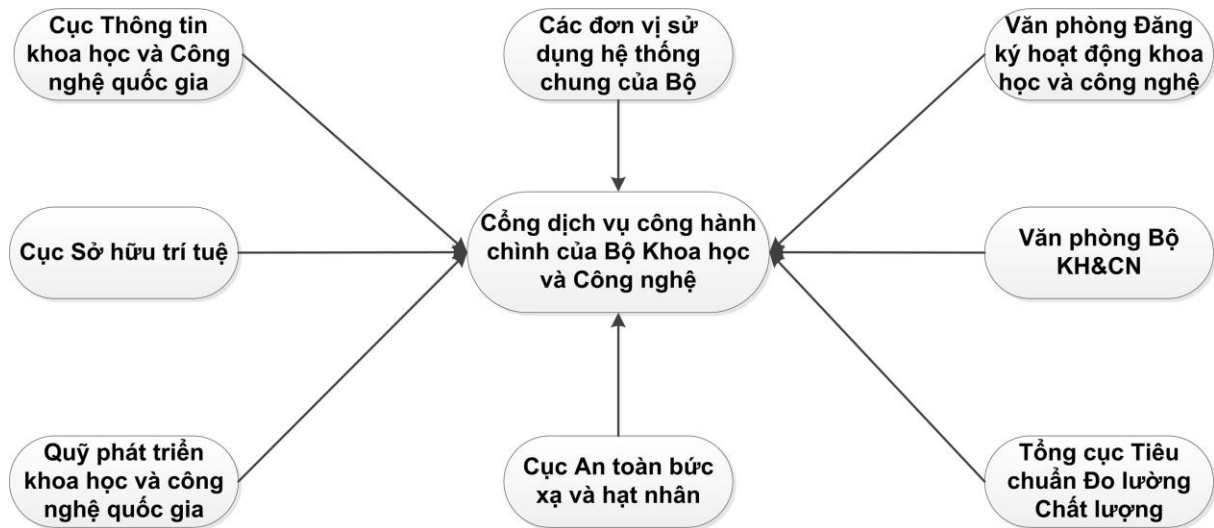 Cục Thông tin
khoa học và Công
nghệ quốc gia
Các đơn vị sử
dụng hệ thống
chung của Bộ
Văn phòng Đăng
ký hoạt động khoa
học và công nghệ
Cục Sở hữu trí tuệ
Cổng dịch vụ công hành
chình của Bộ Khoa học
và Công nghệ
Văn phòng Bộ
KH&CN
Quỹ phát triển
khoa học và công
nghệ quốc gia
Cục An toàn bức
xạ và hạt nhân
Tổng cục Tiêu
chuẩn Đo lường
Chất lượng